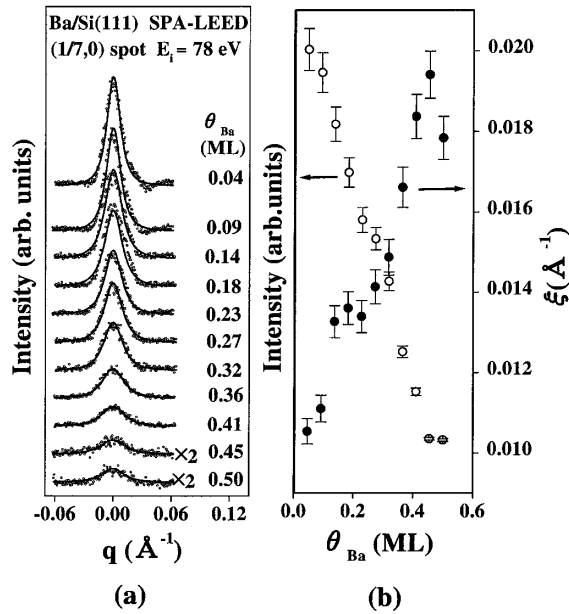 Ba/Si(111) SPA-LEED
(1/7,0) spot E_i = 78 eV
θ_Ba
(ML)
0.04
0.09
0.14
0.18
0.23
0.27
0.32
0.36
0.41
×2 0.45
×2 0.50
Intensity (arb. units)
-0.06 0.00 0.06 0.12
q (Å⁻¹)
(a)
Intensity (arb.units)
0.020
0.018
0.016
0.014
0.012
0.010
ξ(Å⁻¹)
0.0 0.2 0.4 0.6
θ_Ba (ML)
(b)